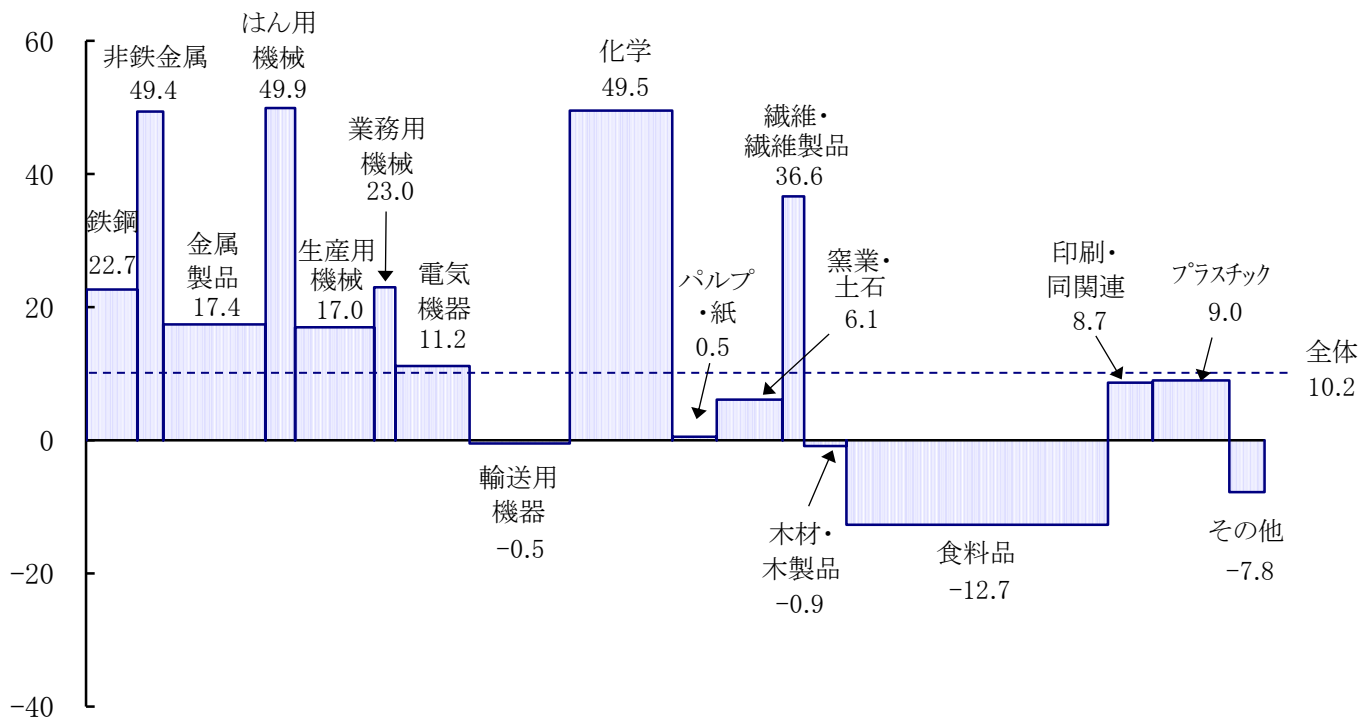 60
40
20
0
-20
-40
鉄鋼
22.7
非鉄金属
49.4
金属
製品
17.4
はん用
機械
49.9
生産用
機械
17.0
業務用
機械
23.0
電気
機器
11.2
輸送用
機器
-0.5
化学
49.5
パルプ
・紙
0.5
窯業・
土石
6.1
繊維・
繊維製品
36.6
木材・
木製品
-0.9
食料品
-12.7
印刷・
同関連
8.7
プラスチック
9.0
その他
-7.8
全体
10.2